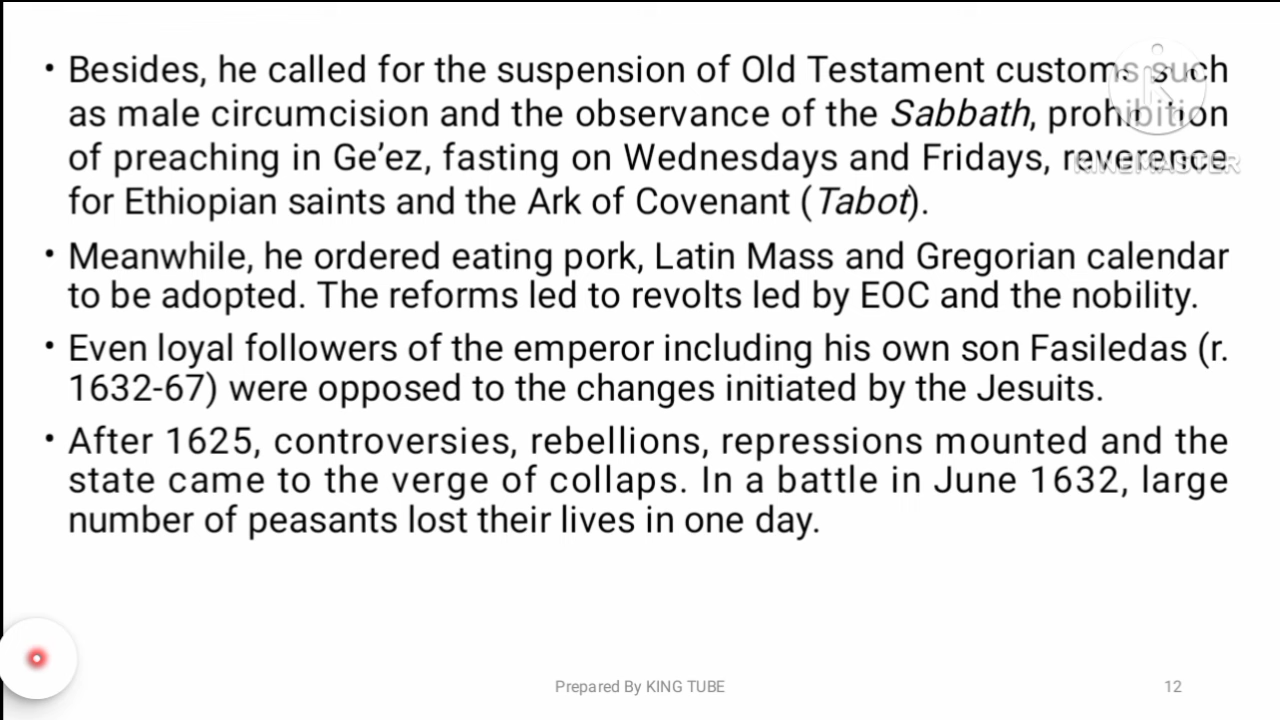 • Besides, he called for the suspension of Old Testament customs such
as male circumcision and the observance of the Sabbath, prohibition
of preaching in Ge’ez, fasting on Wednesdays and Fridays, reverence
for Ethiopian saints and the Ark of Covenant (Tabot).
• Meanwhile, he ordered eating pork, Latin Mass and Gregorian calendar
to be adopted. The reforms led to revolts led by EOC and the nobility.
• Even loyal followers of the emperor including his own son Fasiledas (r.
1632-67) were opposed to the changes initiated by the Jesuits.
• After 1625, controversies, rebellions, repressions mounted and the
state came to the verge of collaps. In a battle in June 1632, large
number of peasants lost their lives in one day.
K
KINEMASTER
Prepared By KING TUBE
12